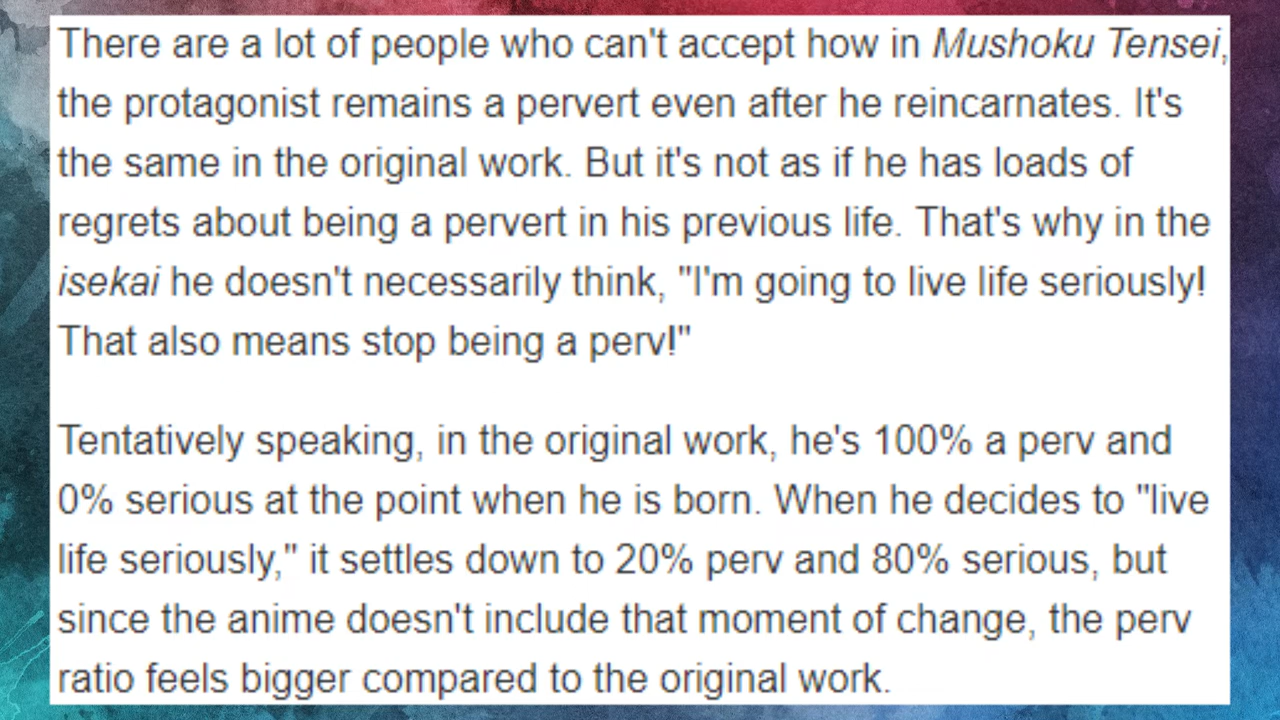 There are a lot of people who can't accept how in Mushoku Tensei,
the protagonist remains a pervert even after he reincarnates. It's
the same in the original work. But it's not as if he has loads of
regrets about being a pervert in his previous life. That's why in the
isekai he doesn't necessarily think, "I'm going to live life seriously!
That also means stop being a perv!"
Tentatively speaking, in the original work, he's 100% a perv and
0% serious at the point when he is born. When he decides to "live
life seriously," it settles down to 20% perv and 80% serious, but
since the anime doesn't include that moment of change, the perv
ratio feels bigger compared to the original work.